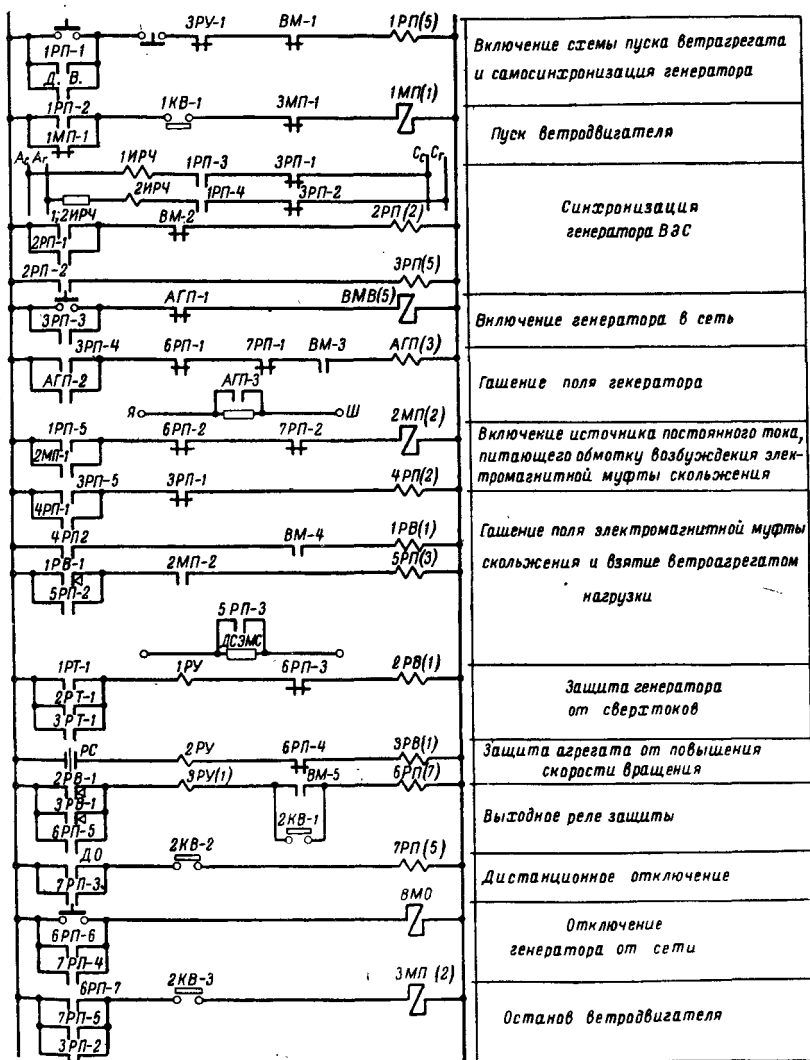 3РУ-1 ВМ-1 1РП(5)
1РП-1
Д. В.
Включение схемы пуска ветрагрегата
и самосинхронизация генератора
1РП-2 1КВ-1 3МП-1 1МП(1)
1МП-1
Пуск ветродвигателя
Ас Аг 1ИРЧ 1РП-3 3РП-1 Сс Сг
2ИРЧ 1РП-4 3РП-2
1,2ИРЧ ВМ-2 2РП(2)
2РП-1
Синхронизация
генератора ВЭС
2РП-2 3РП(5)
АГП-1 ВМВ(5)
3РП-3
Включение генератора в сеть
3РП-4 6РП-1 7РП-1 ВМ-3 АГП(3)
АГП-2
АГП-3
Я Ш
Гашение поля генератора
1РП-5 6РП-2 7РП-2 2МП(2)
2МП-1
Включение источника постоянного тока,
питающего обмотку возбуждения элек-
тромагнитной муфты скольжения
3РП-5 3РП-1 4РП(2)
4РП-1
4РП2 ВМ-4 1РВ(1)
1РВ-1 2МП-2 5РП(3)
5РП-2
5РП-3
ДСЭМС
Гашение поля электромагнитной муфты
скольжения и взятие ветроагрегатом
нагрузки
1РТ-1 1РУ 6РП-3 2РВ(1)
2РТ-1
3РТ-1
Защита генератора
от сверхтоков
РС 2РУ 6РП-4 3РВ(1)
Защита агрегата от повышения
скорости вращения
2РВ-1 3РУ(1) ВМ-5 6РП(7)
3РВ-1 2КВ-1
6РП-5
Выходное реле защиты
ДО 2КВ-2 7РП(5)
7РП-3
Дистанционное отключение
ВМО
6РП-6
7РП-4
Отключение
генератора от сети
6РП-7 2КВ-3 3МП(2)
7РП-5
3РП-2
Останов ветродвигателя